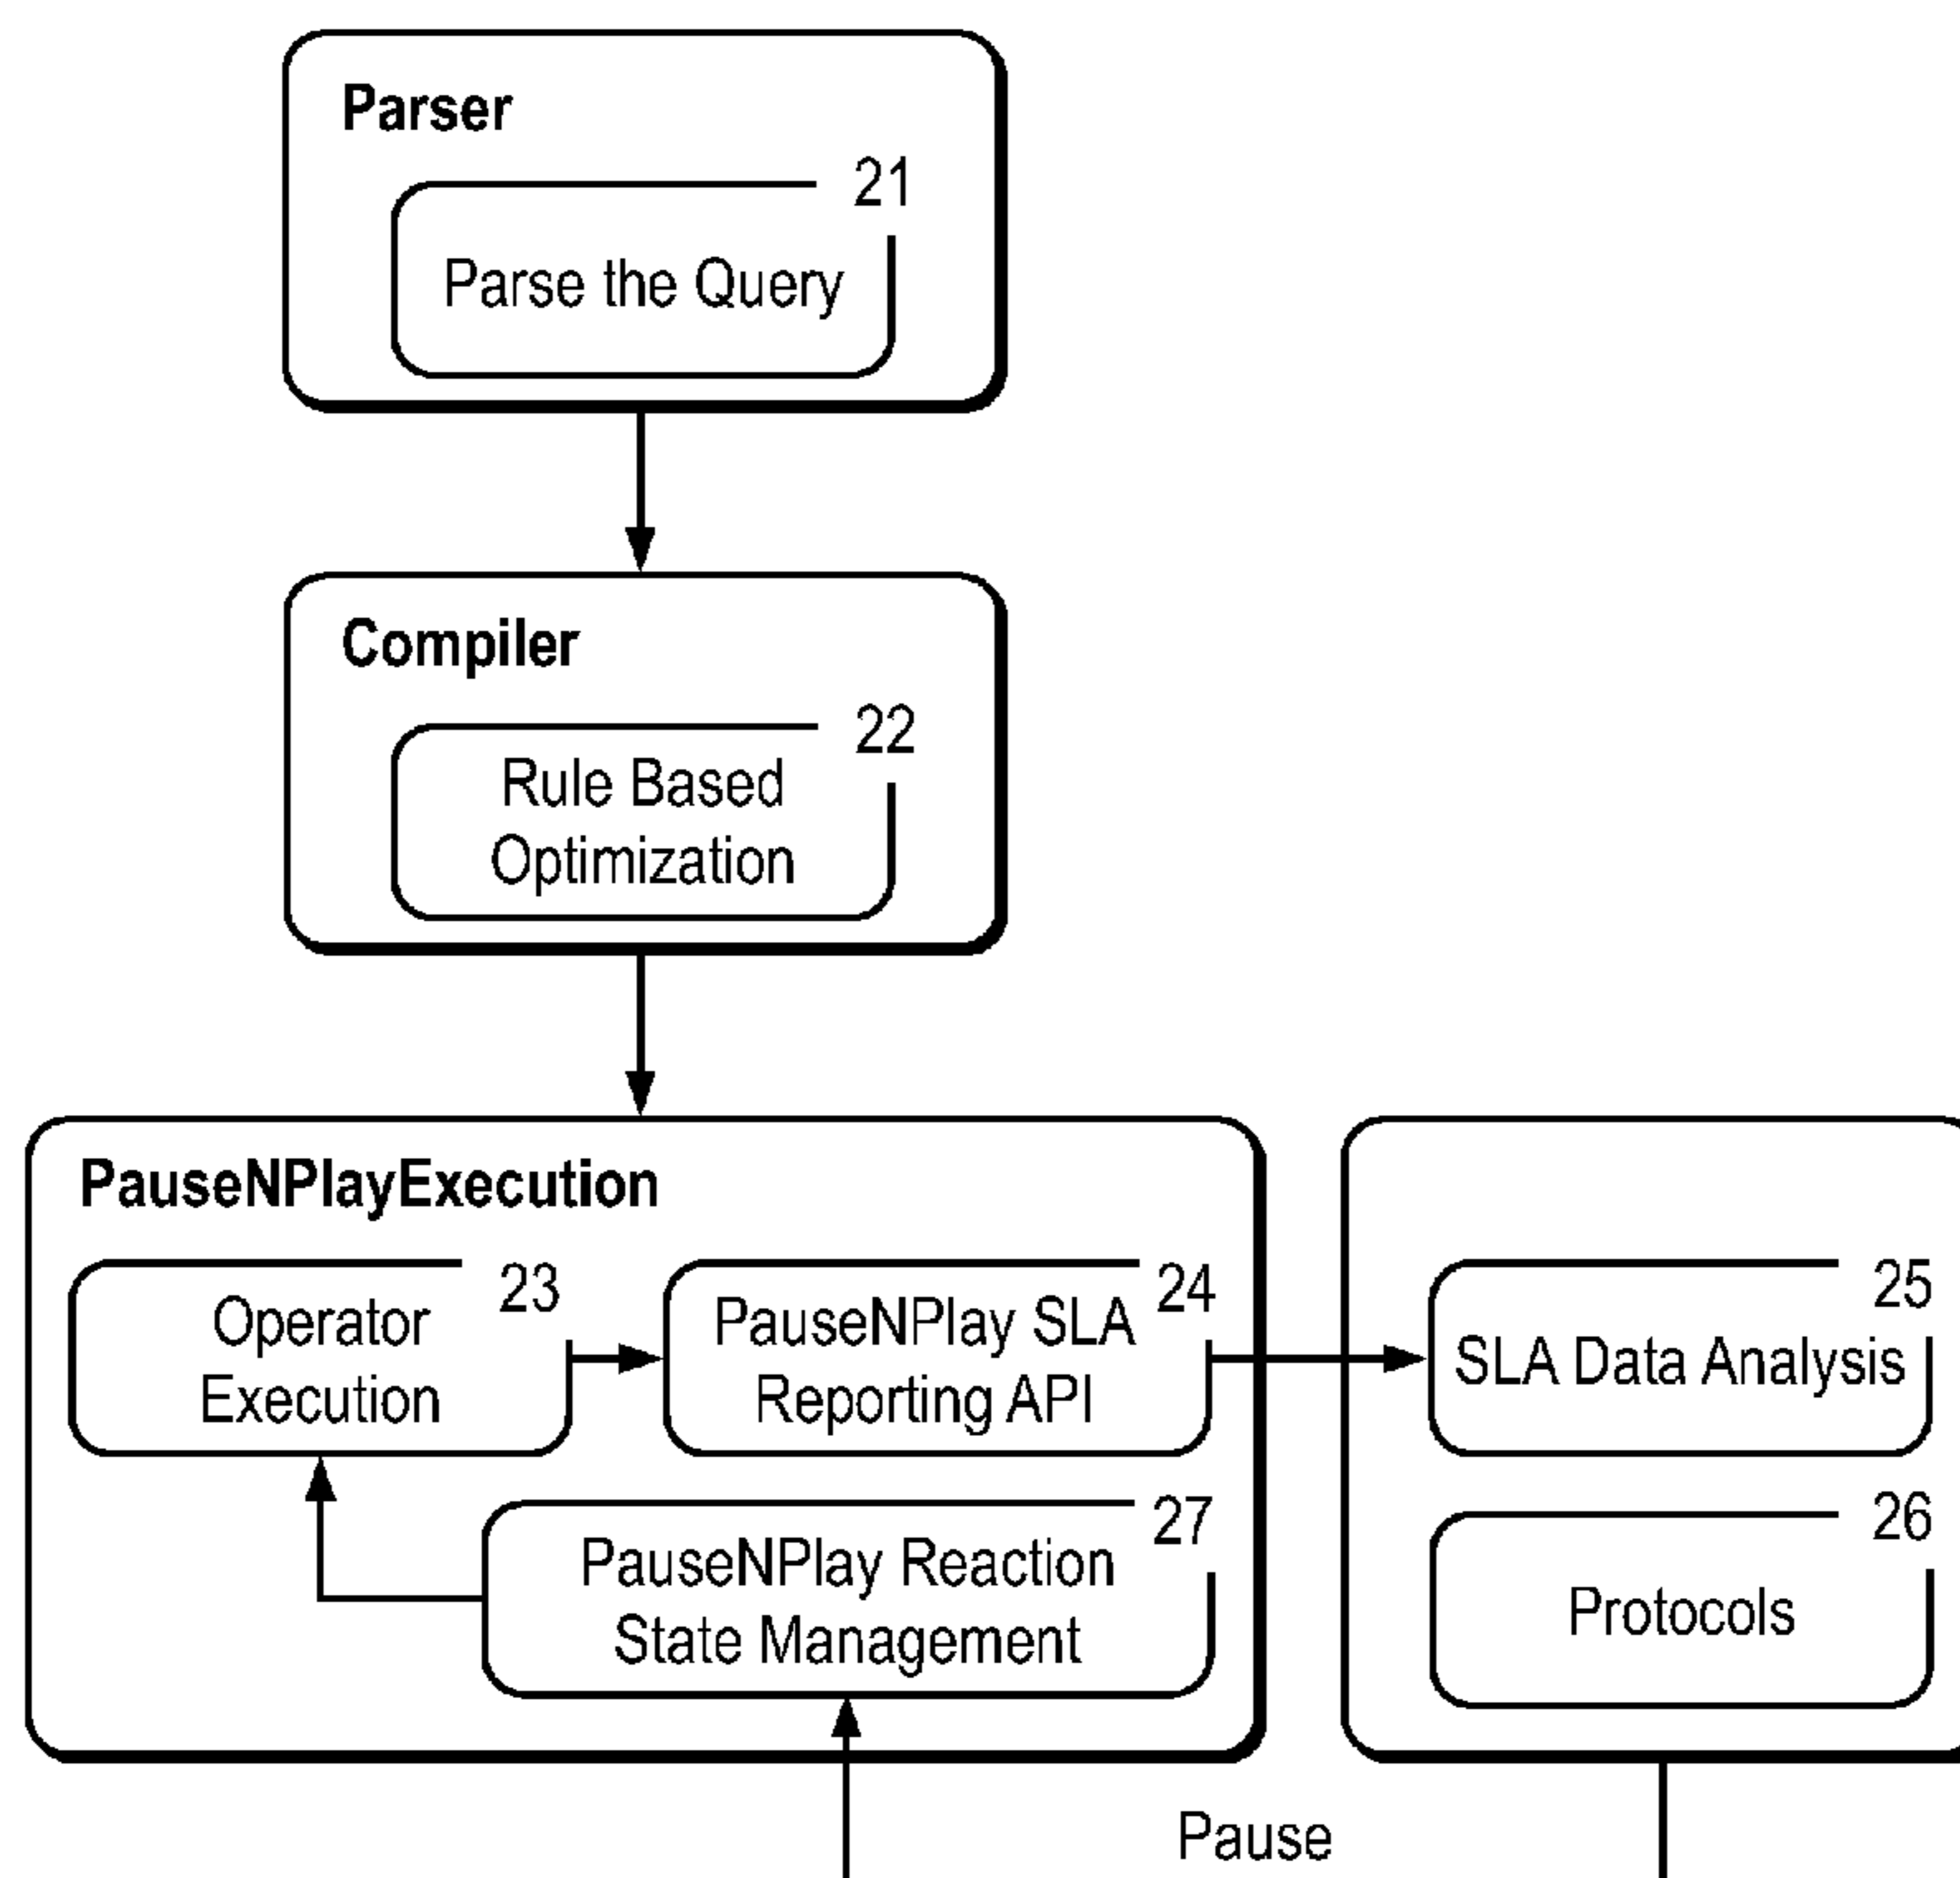 Parser
21
Parse the Query
Compiler
22
Rule Based
Optimization
PauseNPlayExecution
23
Operator
Execution
24
PauseNPlay SLA
Reporting API
25
SLA Data Analysis
27
PauseNPlay Reaction
State Management
26
Protocols
Pause